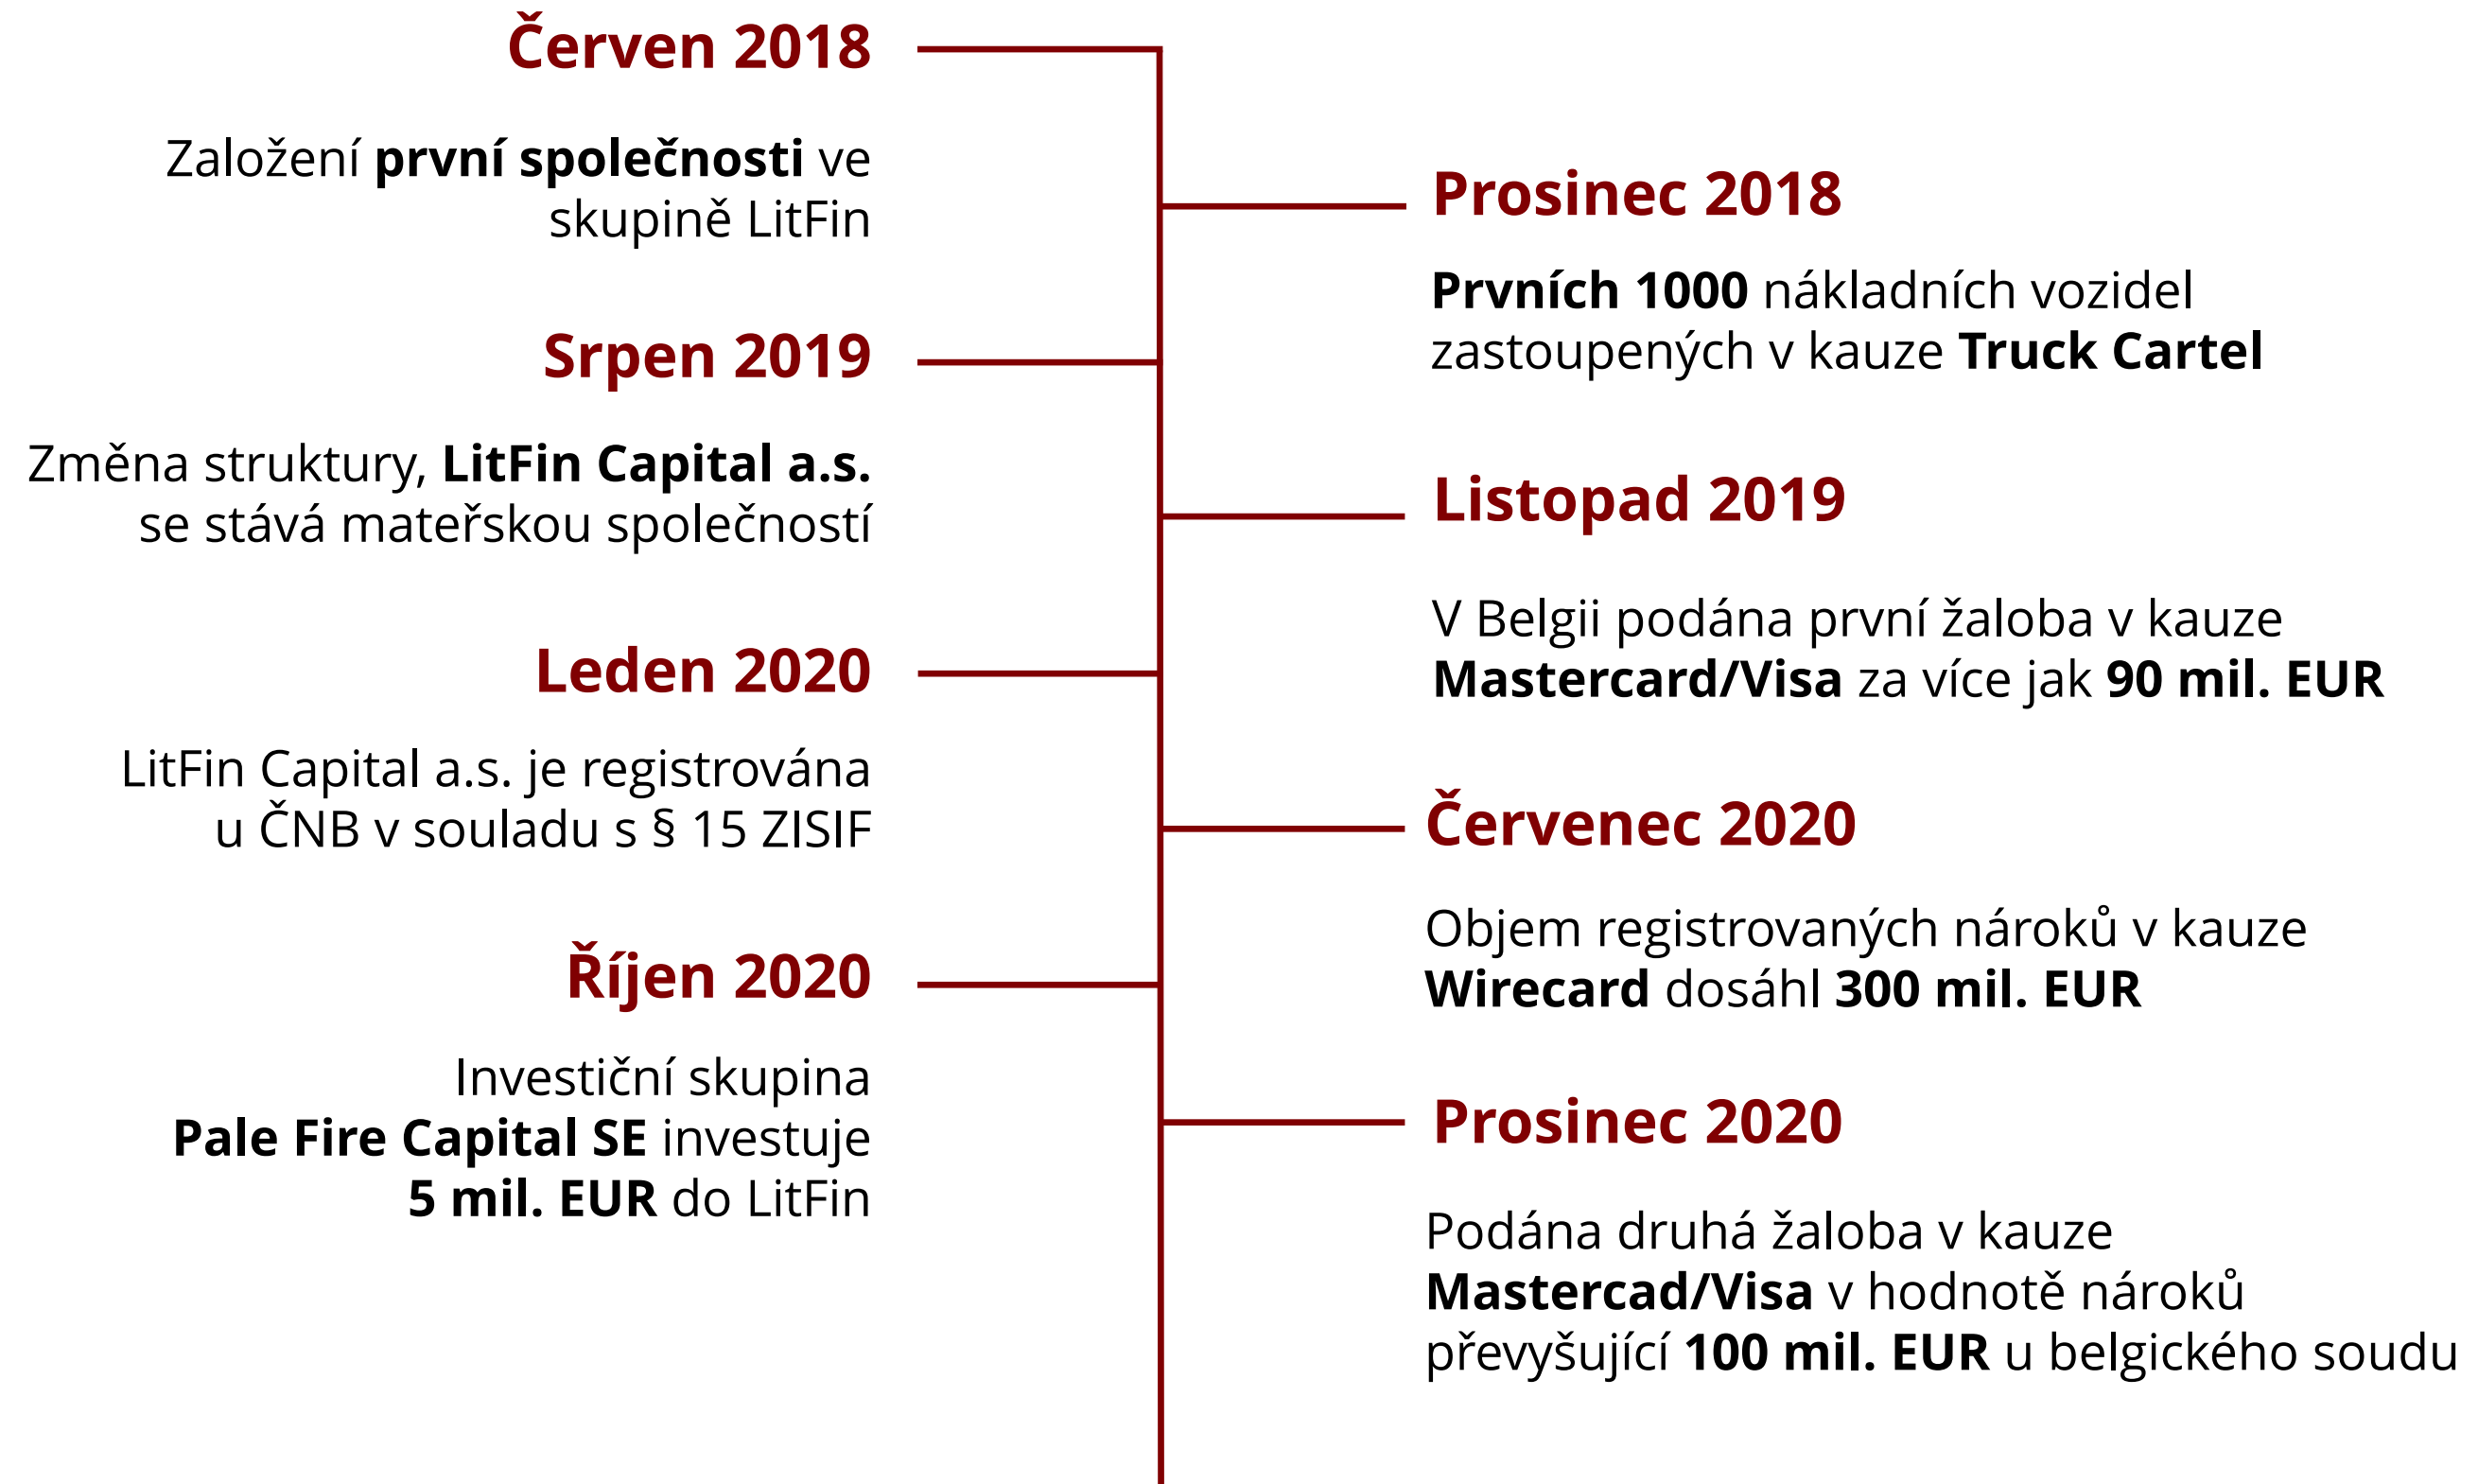 Červen 2018
Založení první společnosti ve
skupině LitFin
Prosinec 2018
Prvních 1000 nákladních vozidel
zastoupených v kauze Truck Cartel
Srpen 2019
Změna struktury, LitFin Capital a.s.
se stává mateřskou společností
Listopad 2019
V Belgii podána první žaloba v kauze
Mastercard/Visa za více jak 90 mil. EUR
Leden 2020
LitFin Capital a.s. je registrována
u ČNB v souladu s § 15 ZISIF
Červenec 2020
Objem registrovaných nároků v kauze
Wirecard dosáhl 300 mil. EUR
Říjen 2020
Investiční skupina
Pale Fire Capital SE investuje
5 mil. EUR do LitFin
Prosinec 2020
Podána druhá žaloba v kauze
Mastercad/Visa v hodnotě nároků
převyšující 100 mil. EUR u belgického soudu